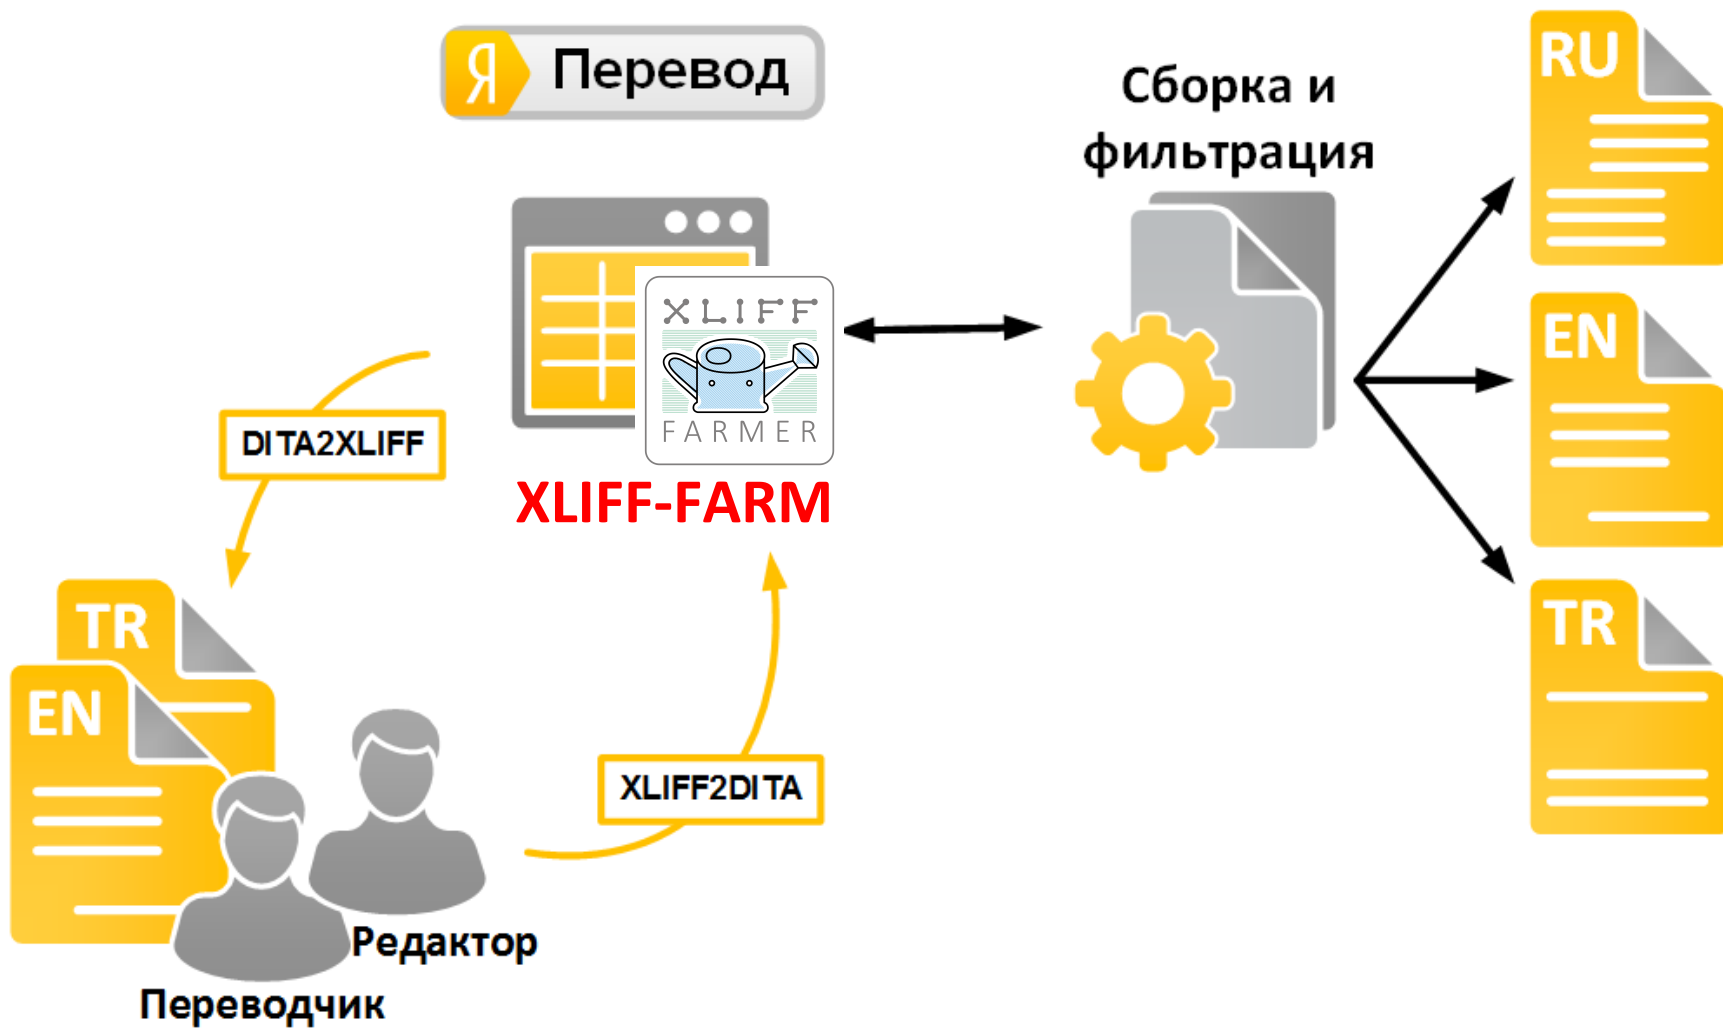 Я Перевод
Сборка и
фильтрация
RU
EN
TR
XLIFF
FARMER
XLIFF-FARM
DITA2XLIFF
TR
EN
XLIFF2DITA
Редактор
Переводчик